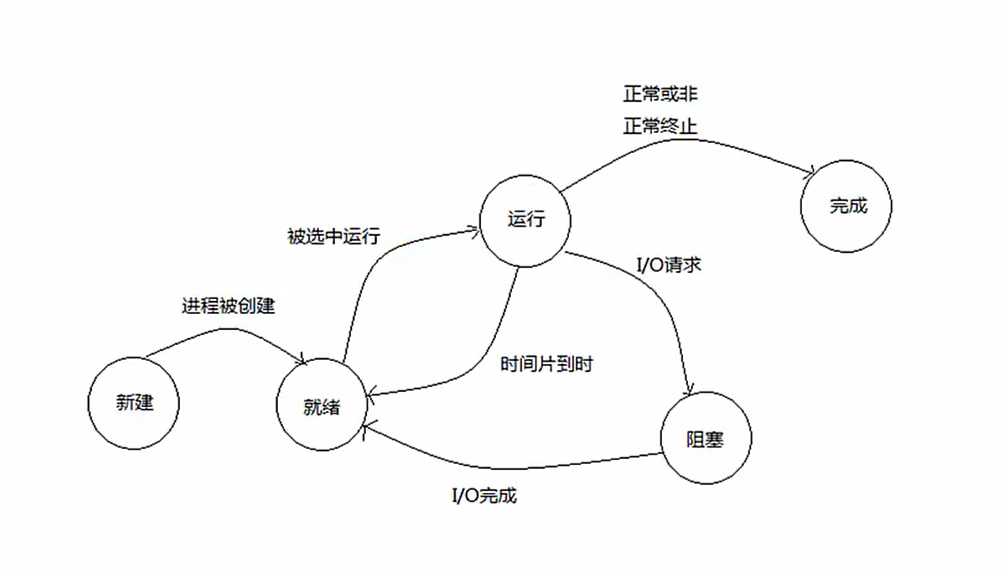 正常或非
正常终止
完成
运行
被选中运行
I/O请求
进程被创建
时间片到时
新建
就绪
阻塞
I/O完成